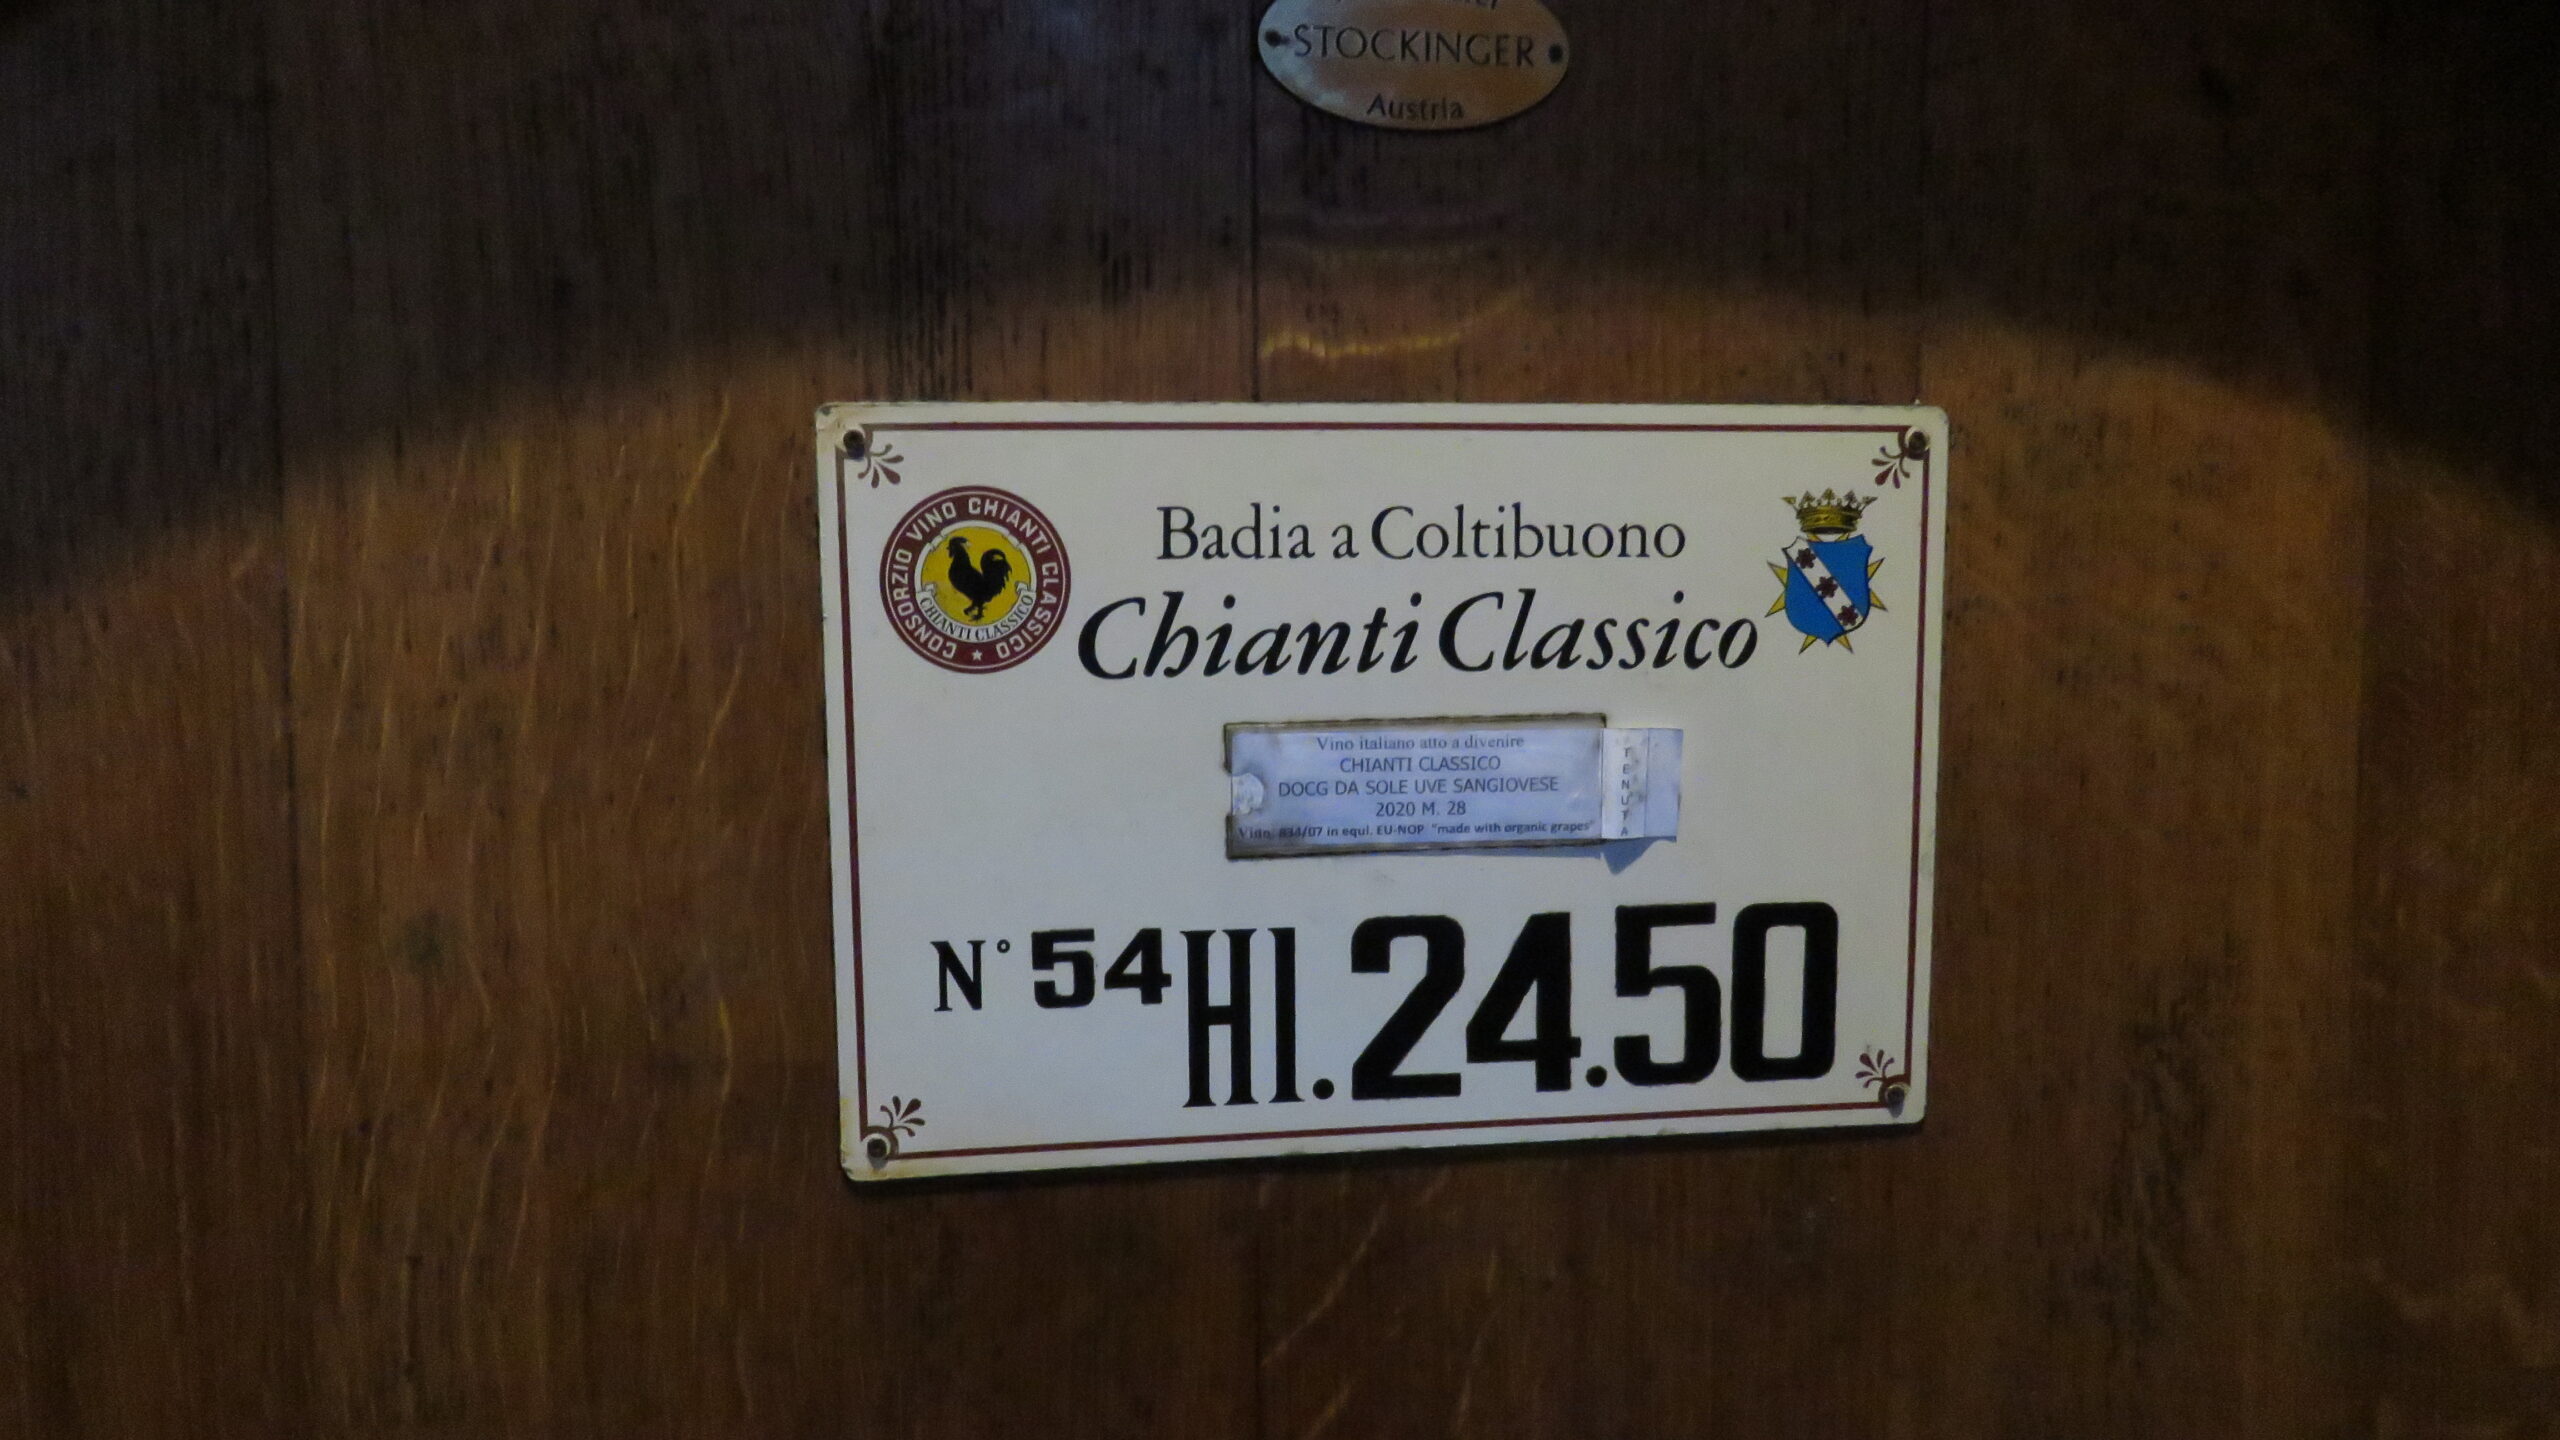 STOCKINGER
Austria
CONSORZIO VINO CHIANTI CLASSICO
CHIANTI CLASSICO
Badia a Coltibuono
Chianti Classico
Vino italiano atto a divenire
CHIANTI CLASSICO
DOCG DA SOLE UVE SANGIOVESE
2020 M. 28
834/07 in equi. EU-NOP "made with organic grapes"
TENUTA
N° 54 Hl. 24.50